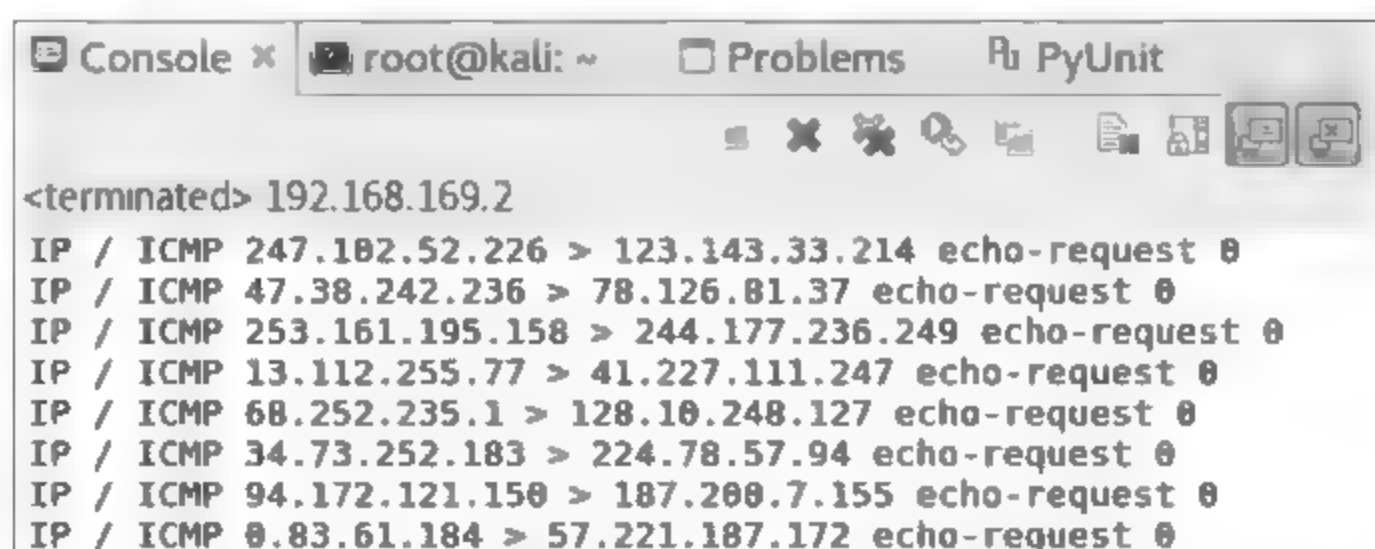 Console root@kali: ~ Problems PyUnit
<terminated> 192.168.169.2
IP / ICMP 247.102.52.226 > 123.143.33.214 echo-request 0
IP / ICMP 47.38.242.236 > 78.126.81.37 echo-request 0
IP / ICMP 253.161.195.158 > 244.177.236.249 echo-request 0
IP / ICMP 13.112.255.77 > 41.227.111.247 echo-request 0
IP / ICMP 68.252.235.1 > 128.10.248.127 echo-request 0
IP / ICMP 34.73.252.183 > 224.78.57.94 echo-request 0
IP / ICMP 94.172.121.150 > 187.200.7.155 echo-request 0
IP / ICMP 0.83.61.184 > 57.221.187.172 echo-request 0